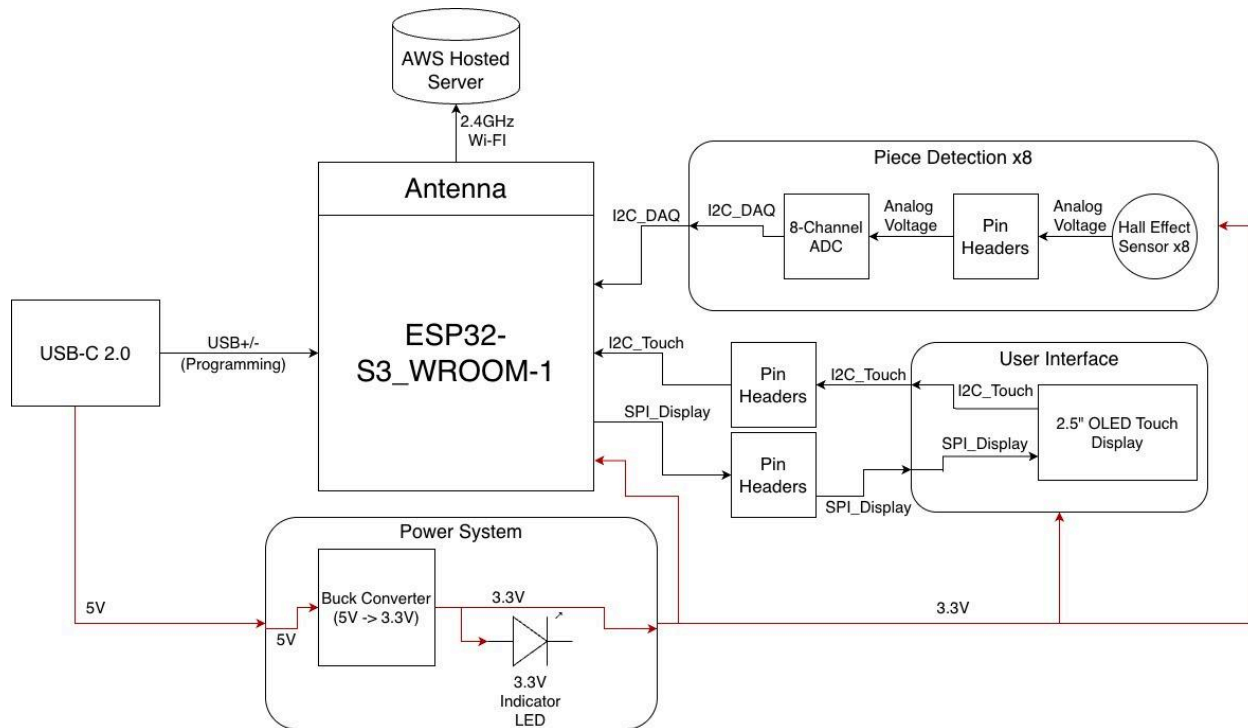 AWS Hosted
Server
2.4GHz
Wi-FI
Antenna
ESP32-
S3_WROOM-1
USB-C 2.0
USB+/-
(Programming)
I2C_DAQ
Piece Detection x8
I2C_DAQ
8-Channel
ADC
Analog
Voltage
Pin
Headers
Analog
Voltage
Hall Effect
Sensor x8
I2C_Touch
Pin
Headers
I2C_Touch
User Interface
I2C_Touch
2.5" OLED Touch
Display
SPI_Display
SPI_Display
Pin
Headers
SPI_Display
Power System
5V
5V
Buck Converter
(5V -> 3.3V)
3.3V
3.3V
Indicator
LED
3.3V